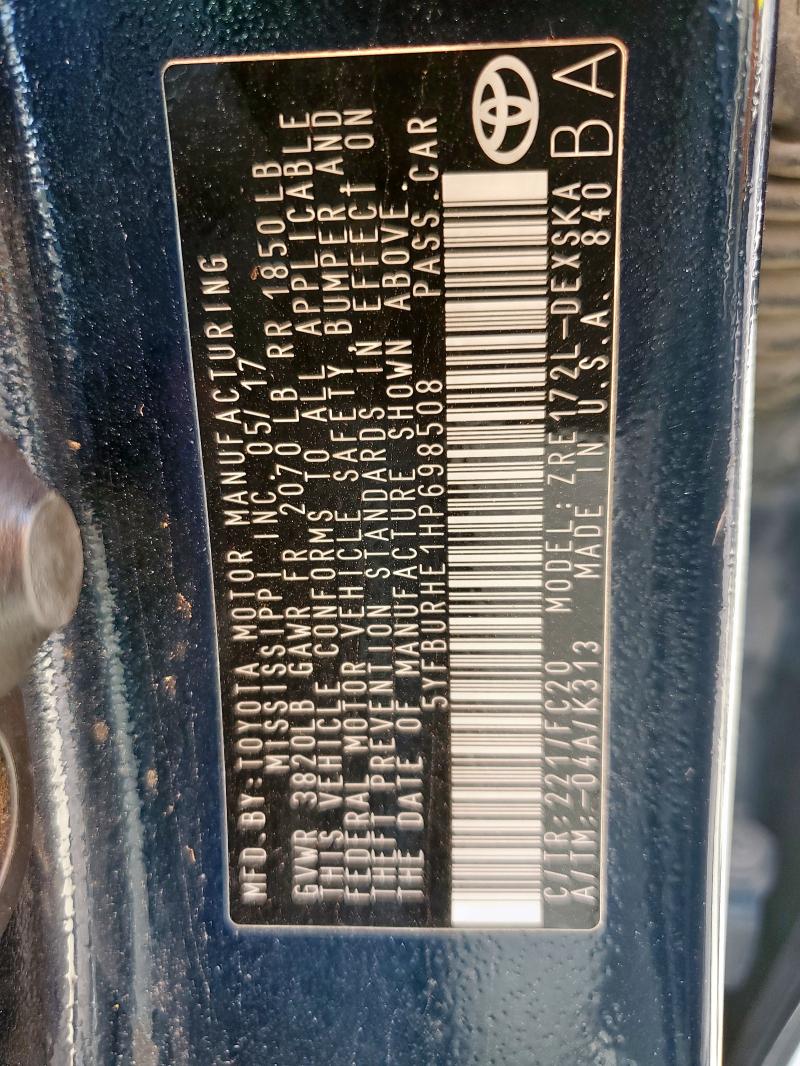 MFD.BY:TOYOTA MOTOR MANUFACTURING
MISSISSIPPI INC. 05/17
GVWR 3820LB GAWR FR 2070LB RR 1850LB
THIS VEHICLE CONFORMS TO ALL APPLICABLE
FEDERAL MOTOR VEHICLE SAFETY, BUMPER AND
THEFT PREVENTION STANDARDS IN EFFECT ON
THE DATE OF MANUFACTURE SHOWN ABOVE.
5YFBURHE1HP698508 PASS.CAR
C/TR:221/FC20 MODEL:ZRE172L-DEXSKA
A/TM:-04A/K313 MADE IN U.S.A. 840
BA